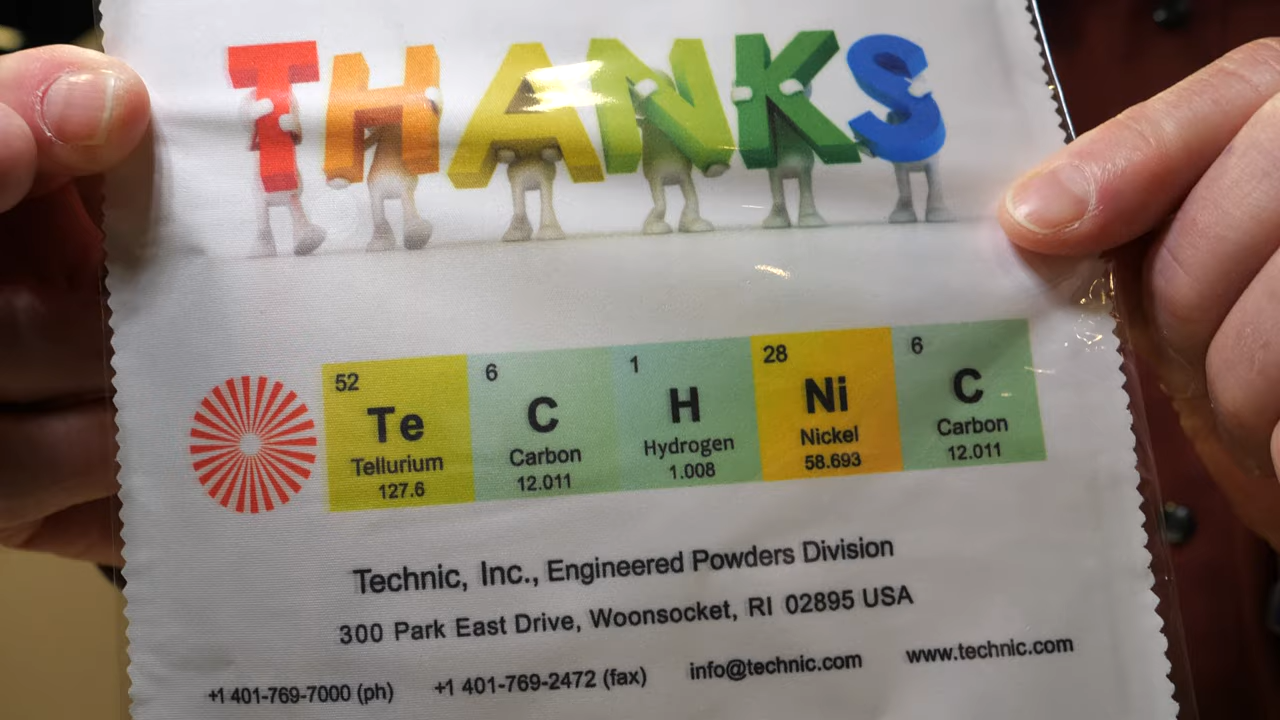 THANKS
52 6 1 28 6
Te C H Ni C
Tellurium Carbon Hydrogen Nickel Carbon
127.6 12.011 1.008 58.693 12.011
Technic, Inc., Engineered Powders Division
300 Park East Drive, Woonsocket, RI 02895 USA
+1 401-769-7000 (ph) +1 401-769-2472 (fax) info@technic.com www.technic.com